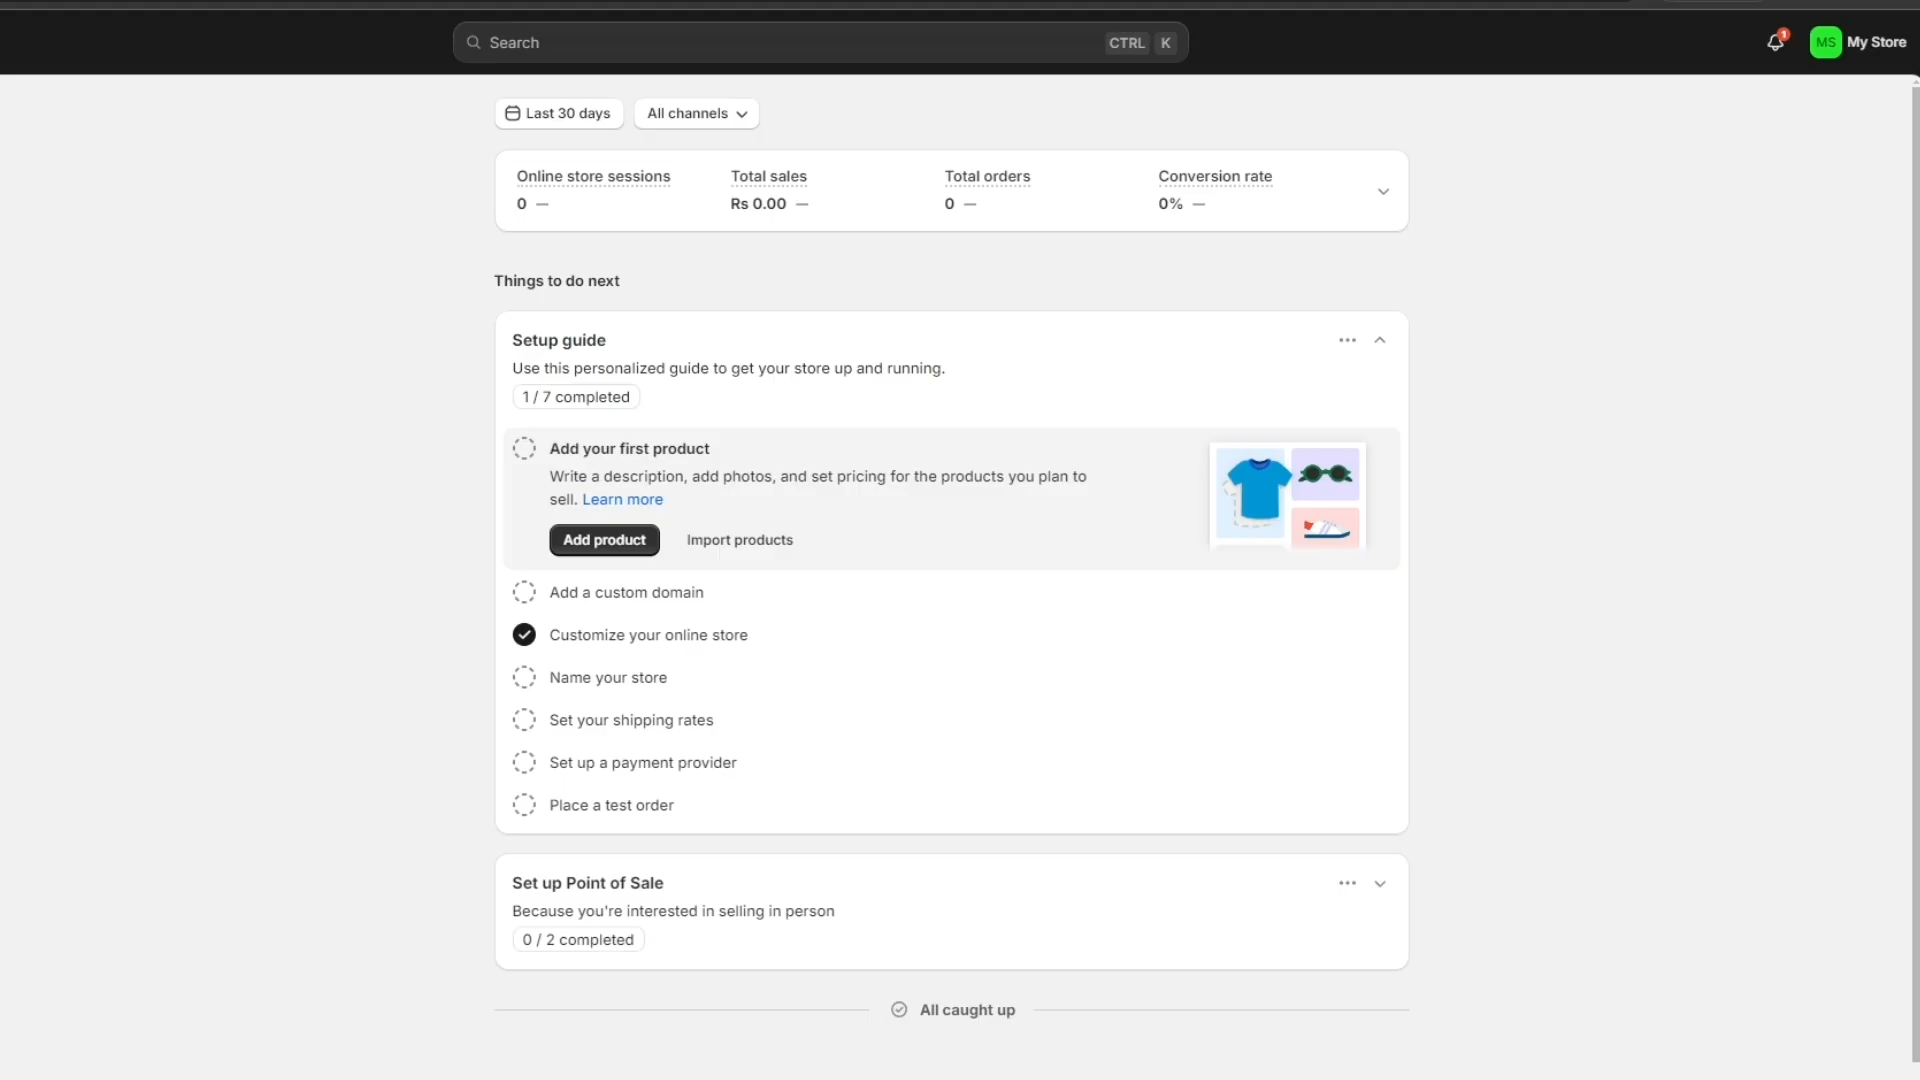 Search CTRL K
1
MS My Store
Last 30 days All channels
Online store sessions Total sales Total orders Conversion rate
0 — Rs 0.00 — 0 — 0% —
Things to do next
Setup guide
Use this personalized guide to get your store up and running.
1 / 7 completed
Add your first product
Write a description, add photos, and set pricing for the products you plan to
sell. Learn more
Add product Import products
Add a custom domain
Customize your online store
Name your store
Set your shipping rates
Set up a payment provider
Place a test order
Set up Point of Sale
Because you're interested in selling in person
0 / 2 completed
All caught up